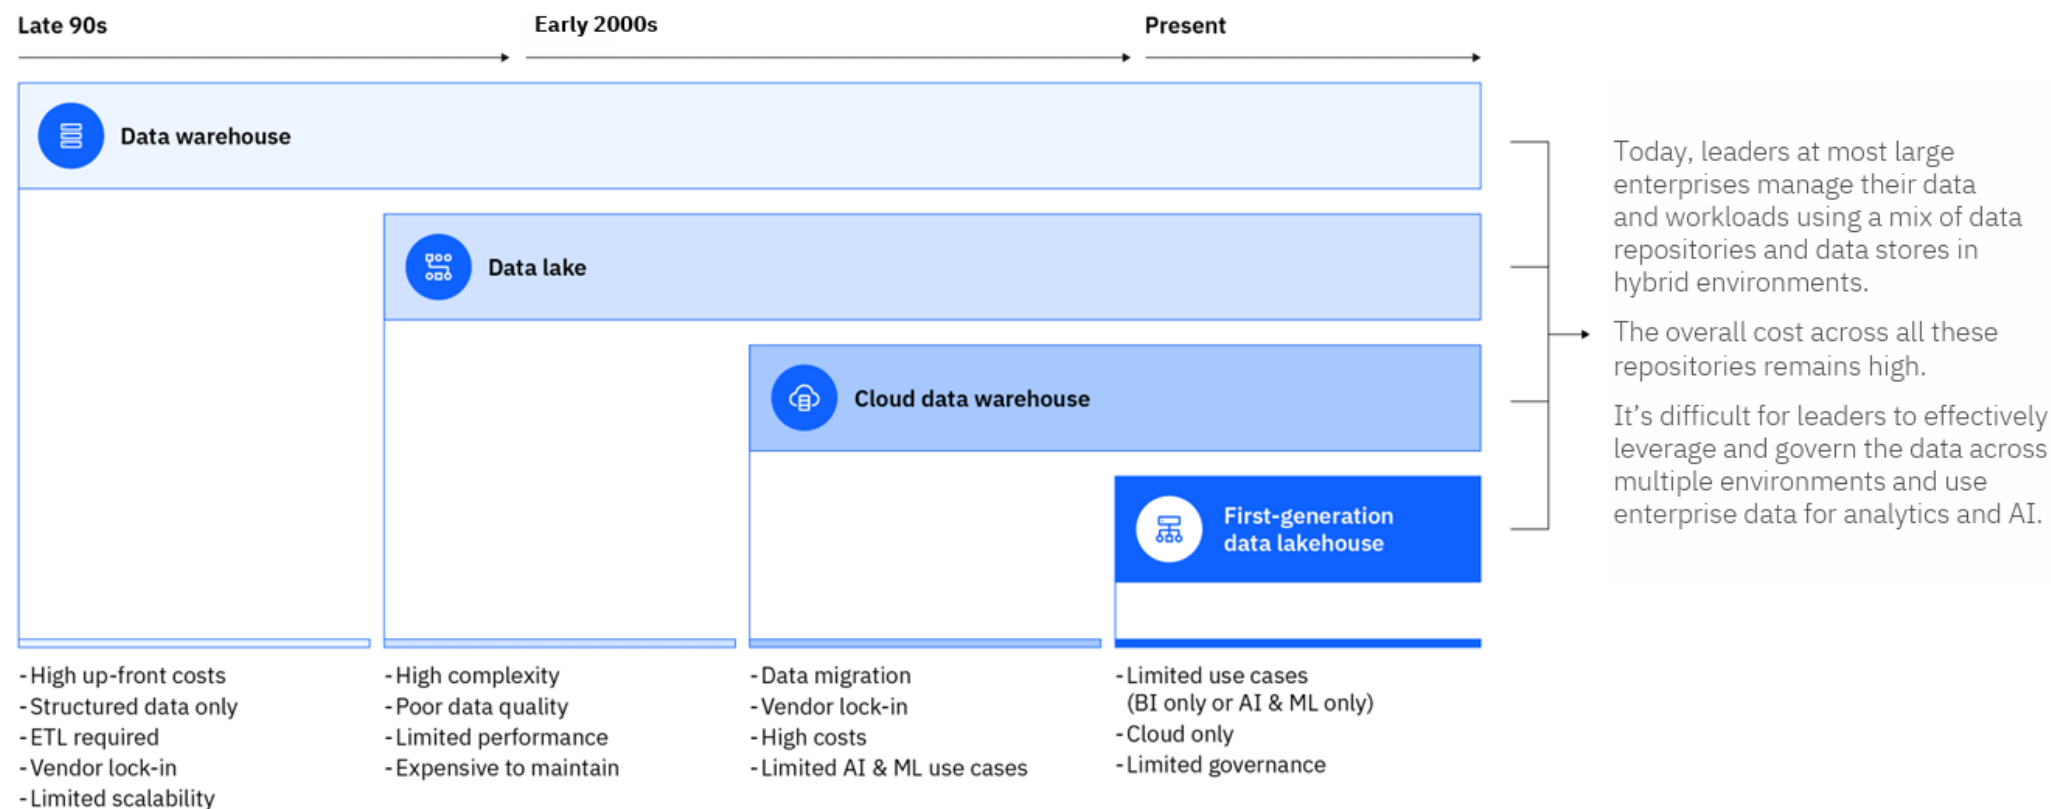 Late 90s
Early 2000s
Present
Data warehouse
Data lake
Cloud data warehouse
First-generation
data lakehouse
-High up-front costs
-Structured data only
-ETL required
-Vendor lock-in
-Limited scalability
-High complexity
-Poor data quality
-Limited performance
-Expensive to maintain
-Data migration
-Vendor lock-in
-High costs
-Limited AI & ML use cases
-Limited use cases
(BI only or AI & ML only)
-Cloud only
-Limited governance
Today, leaders at most large
enterprises manage their data
and workloads using a mix of data
repositories and data stores in
hybrid environments.
The overall cost across all these
repositories remains high.
It’s difficult for leaders to effectively
leverage and govern the data across
multiple environments and use
enterprise data for analytics and AI.